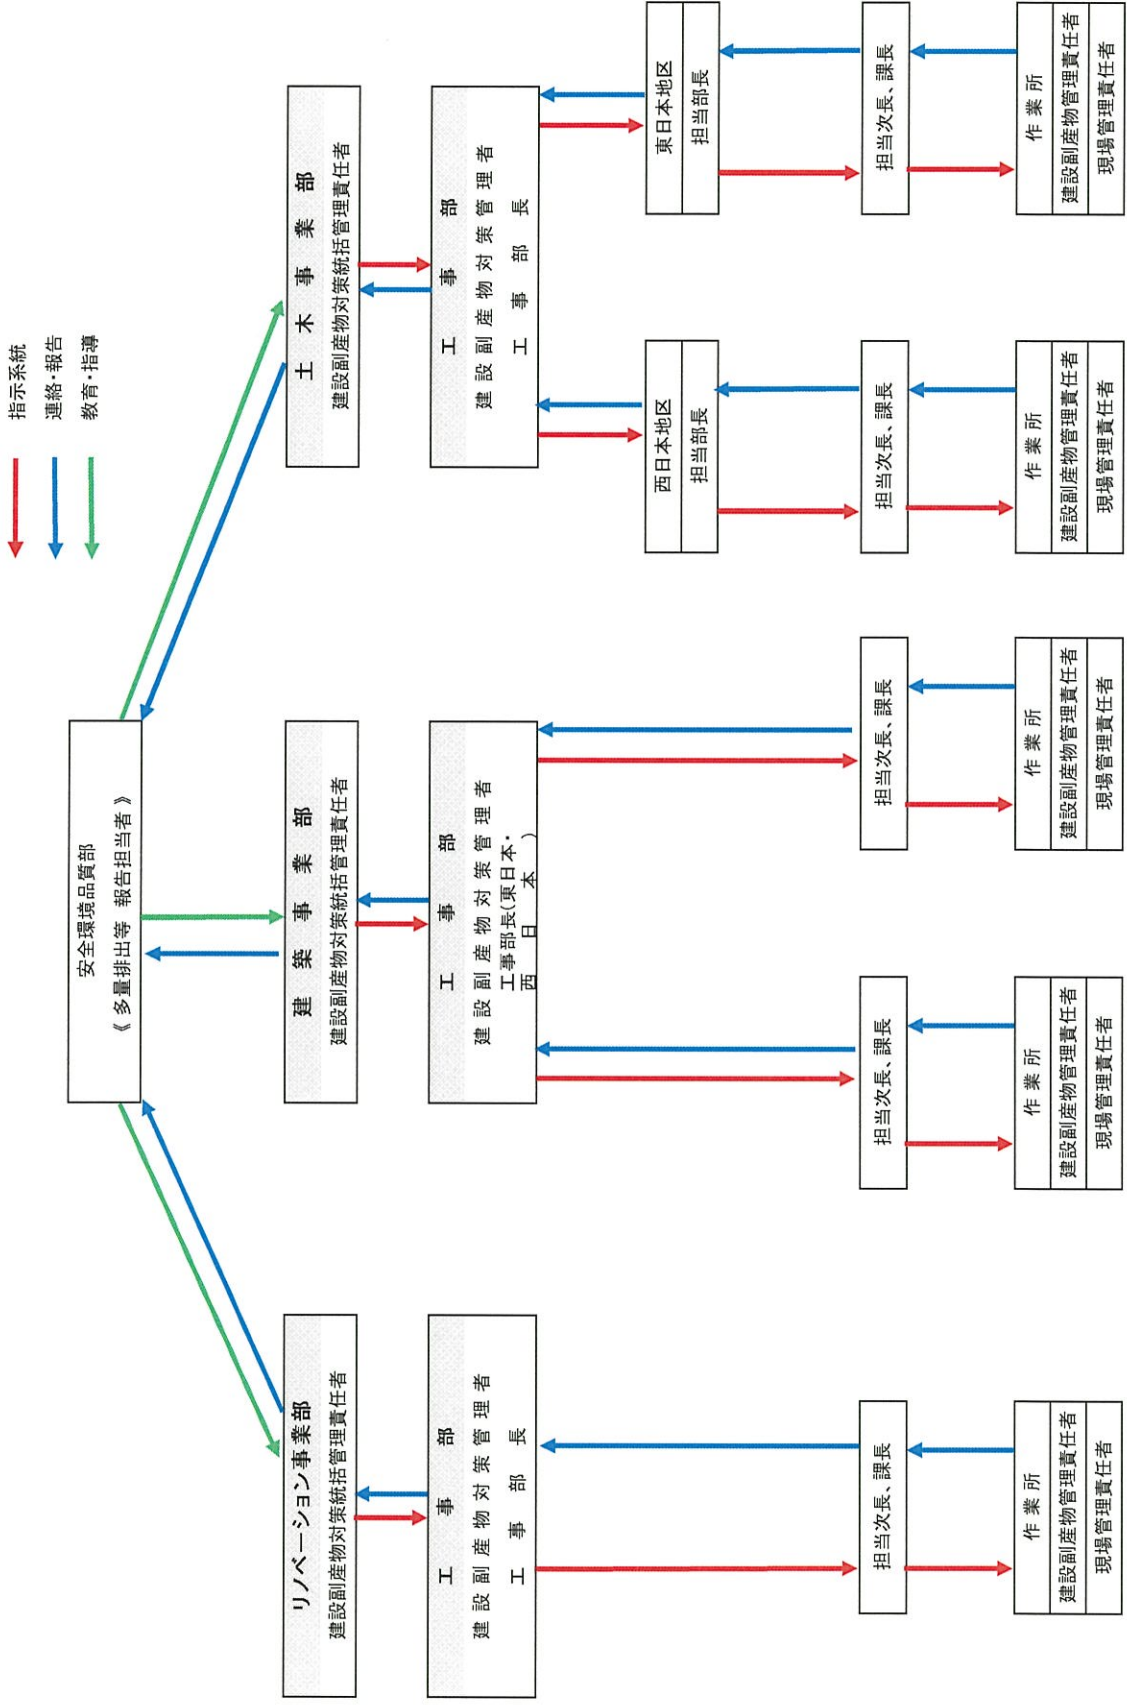 指示系統
連絡・報告
教育・指導
安全環境品質部
《 多量排出等 報告担当者 》
リノベーション事業部
建設副産物対策統括管理責任者
建築事業部
建設副産物対策統括管理責任者
土木事業部
建設副産物対策統括管理責任者
工事部
建設副産物対策管理者
工事部長
工事部
建設副産物対策管理者
工事部長(東日本・
西日本)
工事部
建設副産物対策管理者
工事部長
西日本地区
担当部長
東日本地区
担当部長
担当次長、課長
担当次長、課長
担当次長、課長
担当次長、課長
担当次長、課長
作業所
建設副産物管理責任者
現場管理責任者
作業所
建設副産物管理責任者
現場管理責任者
作業所
建設副産物管理責任者
現場管理責任者
作業所
建設副産物管理責任者
現場管理責任者
作業所
建設副産物管理責任者
現場管理責任者